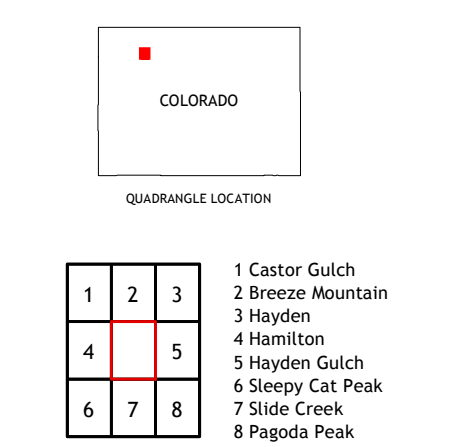 COLORADO
QUADRANGLE LOCATION
1 2 3
4 5
6 7 8
1 Castor Gulch
2 Breeze Mountain
3 Hayden
4 Hamilton
5 Hayden Gulch
6 Sleepy Cat Peak
7 Slide Creek
8 Pagoda Peak